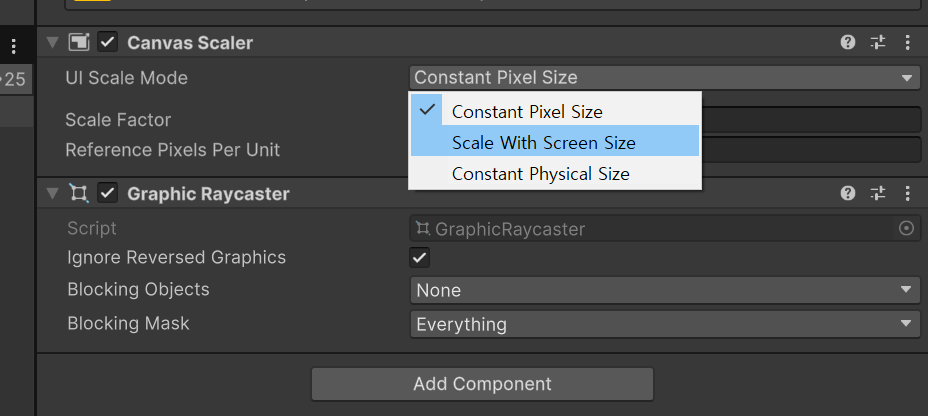 Canvas Scaler
25
UI Scale Mode
Constant Pixel Size
Constant Pixel Size
Scale Factor
Scale With Screen Size
Reference Pixels Per Unit
Constant Physical Size
Graphic Raycaster
Script
GraphicRaycaster
Ignore Reversed Graphics
Blocking Objects
None
Blocking Mask
Everything
Add Component